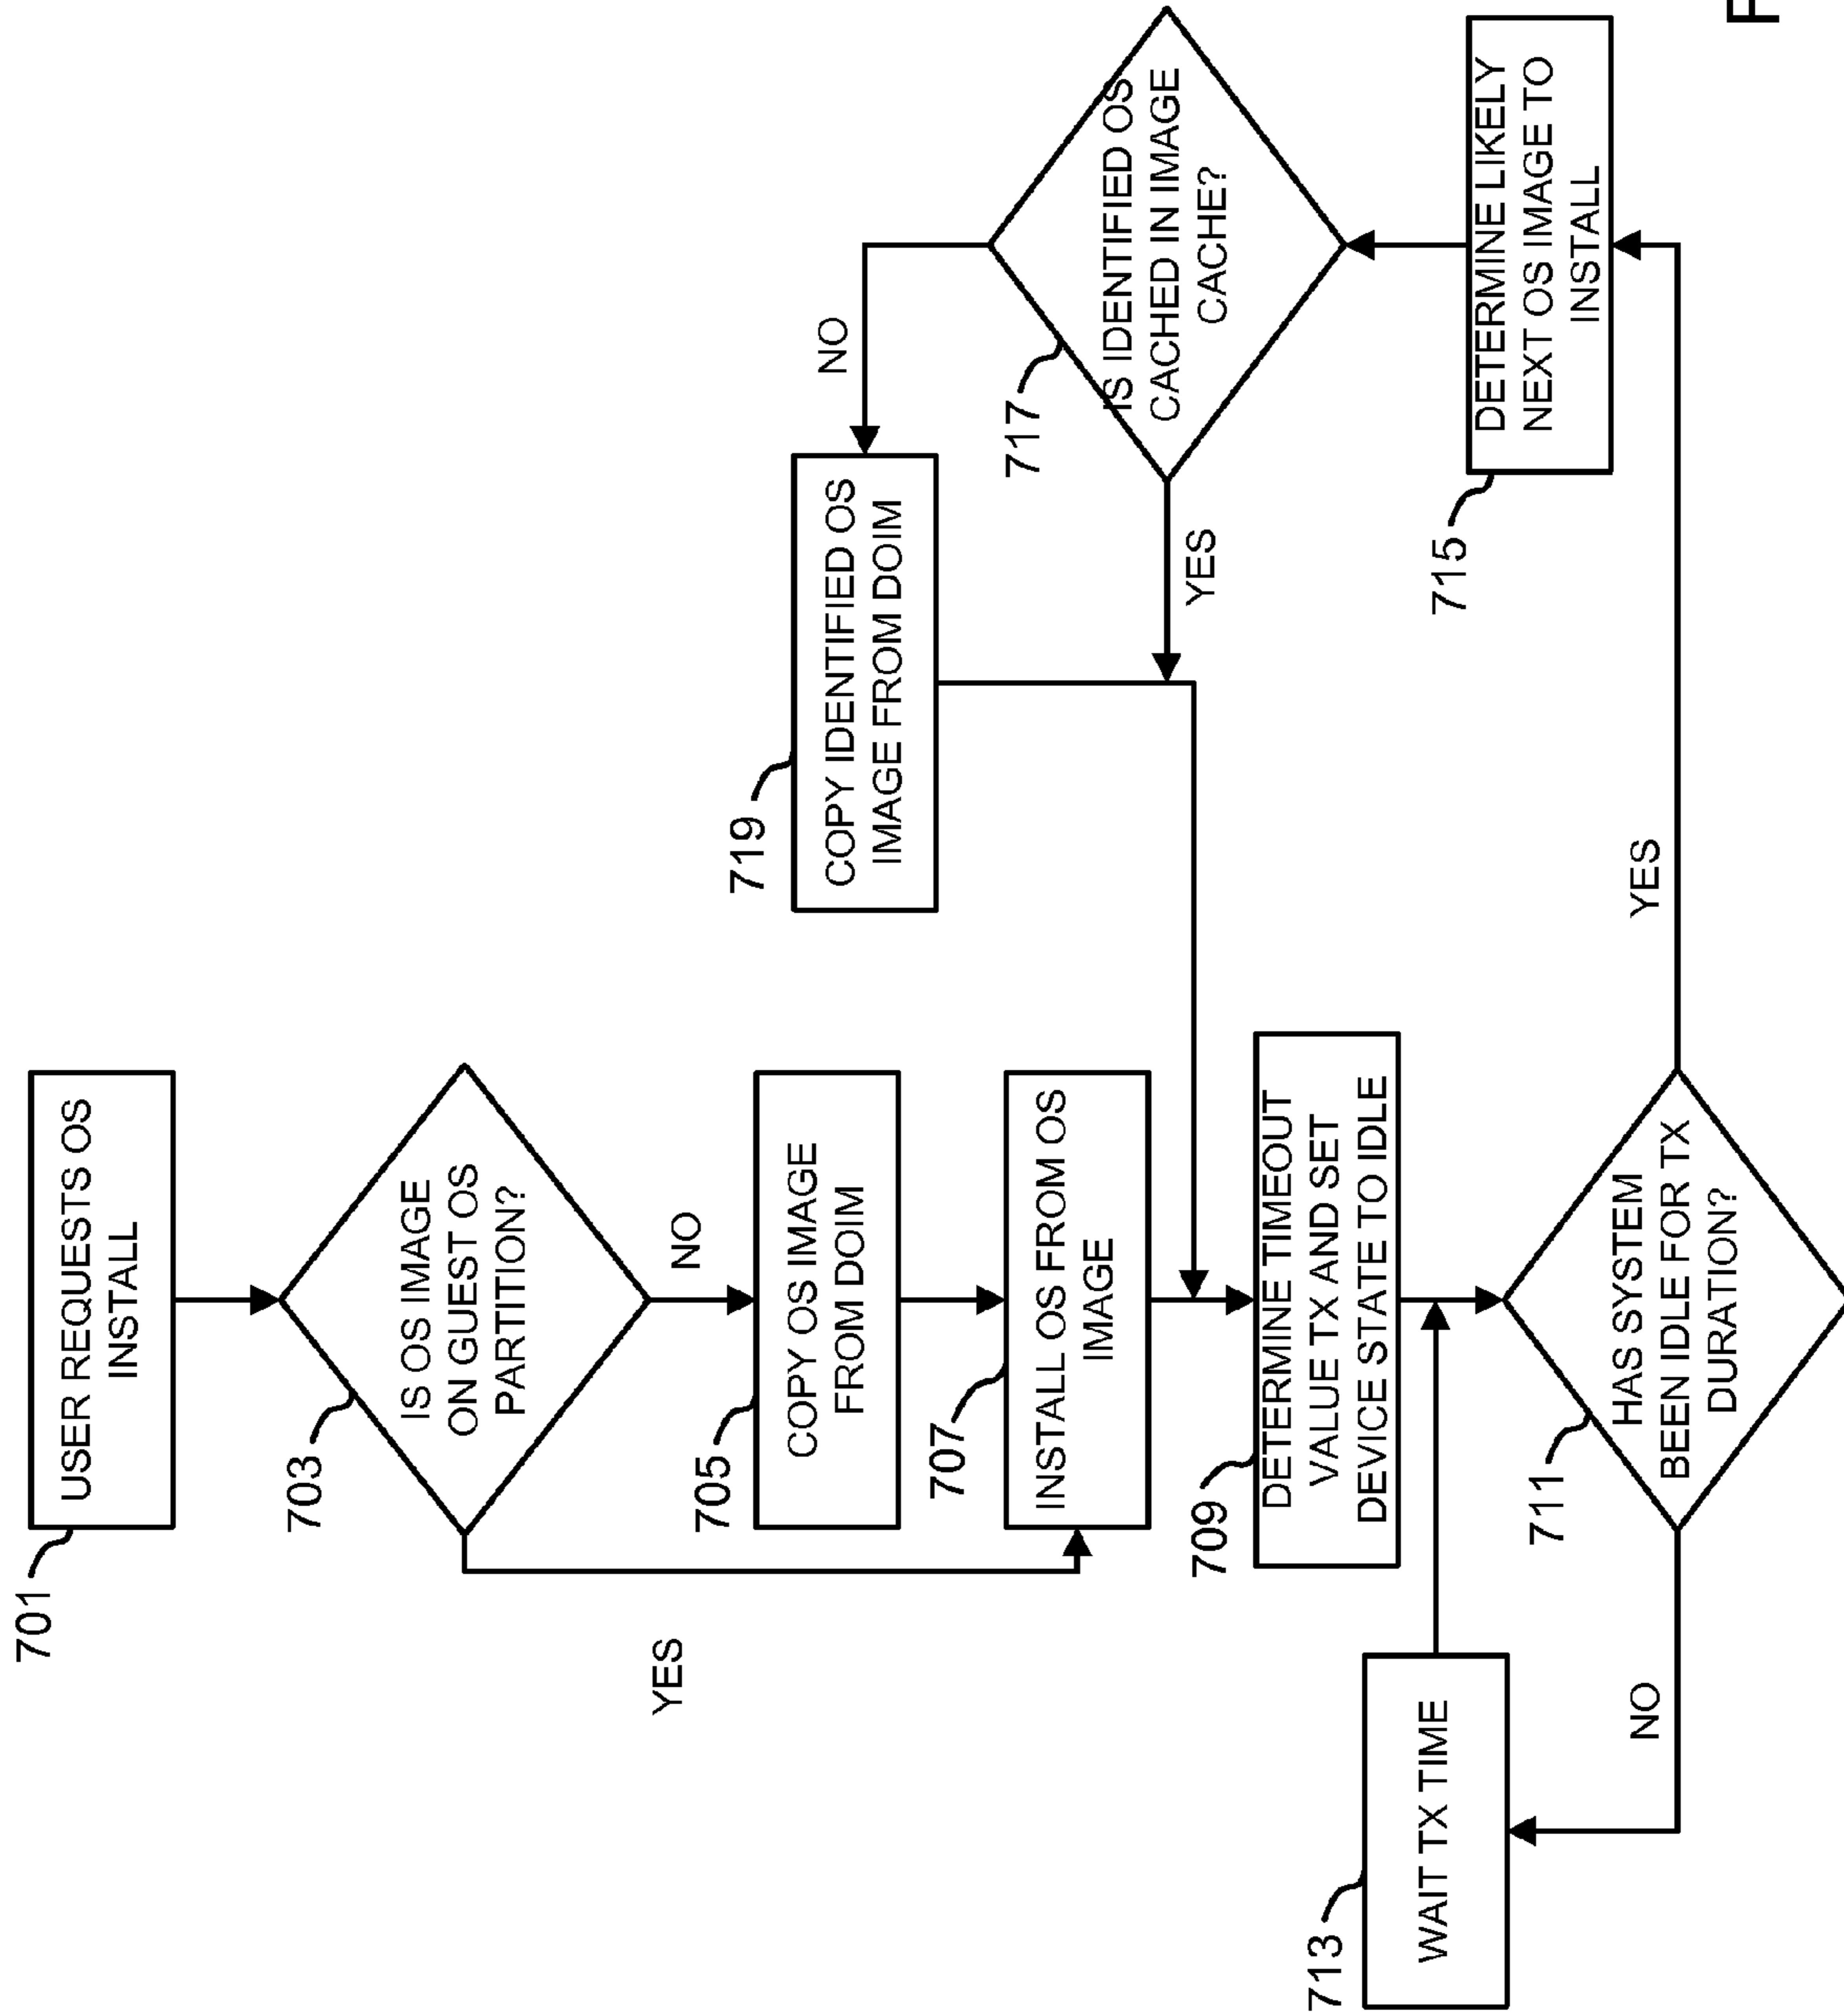 701
USER REQUESTS OS
INSTALL
703
IS OS IMAGE
ON GUEST OS
PARTITION?
YES
NO
705
COPY OS IMAGE
FROM DOIM
707
INSTALL OS FROM OS
IMAGE
709
DETERMINE TIMEOUT
VALUE TX AND SET
DEVICE STATE TO IDLE
711
HAS SYSTEM
BEEN IDLE FOR TX
DURATION?
NO
YES
713
WAIT TX TIME
715
DETERMINE LIKELY
NEXT OS IMAGE TO
INSTALL
717
IS IDENTIFIED OS
CACHED IN IMAGE
CACHE?
NO
YES
719
COPY IDENTIFIED OS
IMAGE FROM DOIM